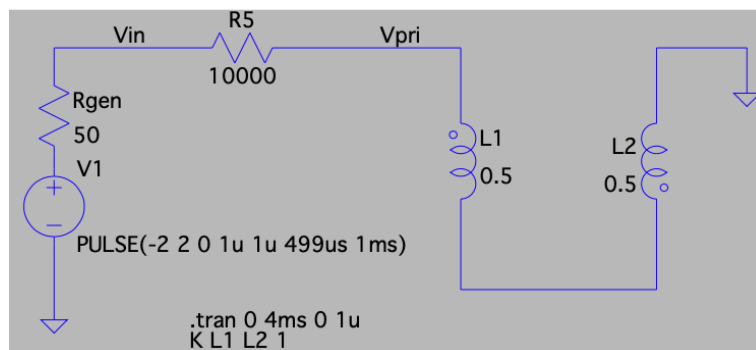 R5
Vin
Vpri
10000
Rgen
50
V1
L1
0.5
L2
0.5
PULSE(-2 2 0 1u 1u 499us 1ms)
.tran 0 4ms 0 1u
K L1 L2 1